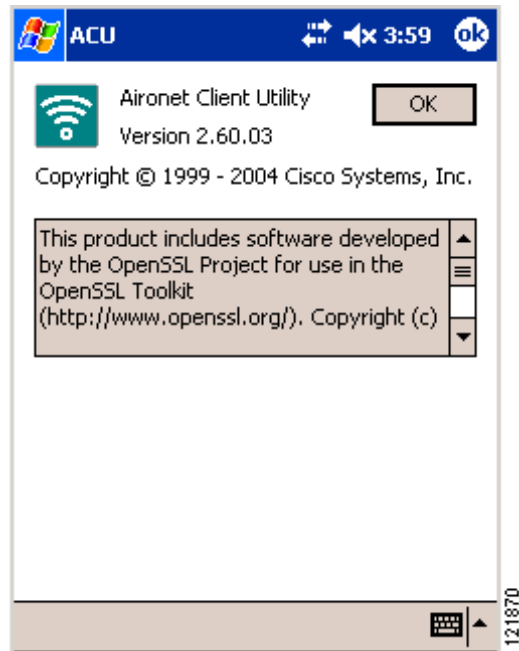 ACU 3:59 ok
Aironet Client Utility
OK
Version 2.60.03
Copyright © 1999 - 2004 Cisco Systems, Inc.
This product includes software developed
by the OpenSSL Project for use in the
OpenSSL Toolkit
(http://www.openssl.org/). Copyright (c)
121870